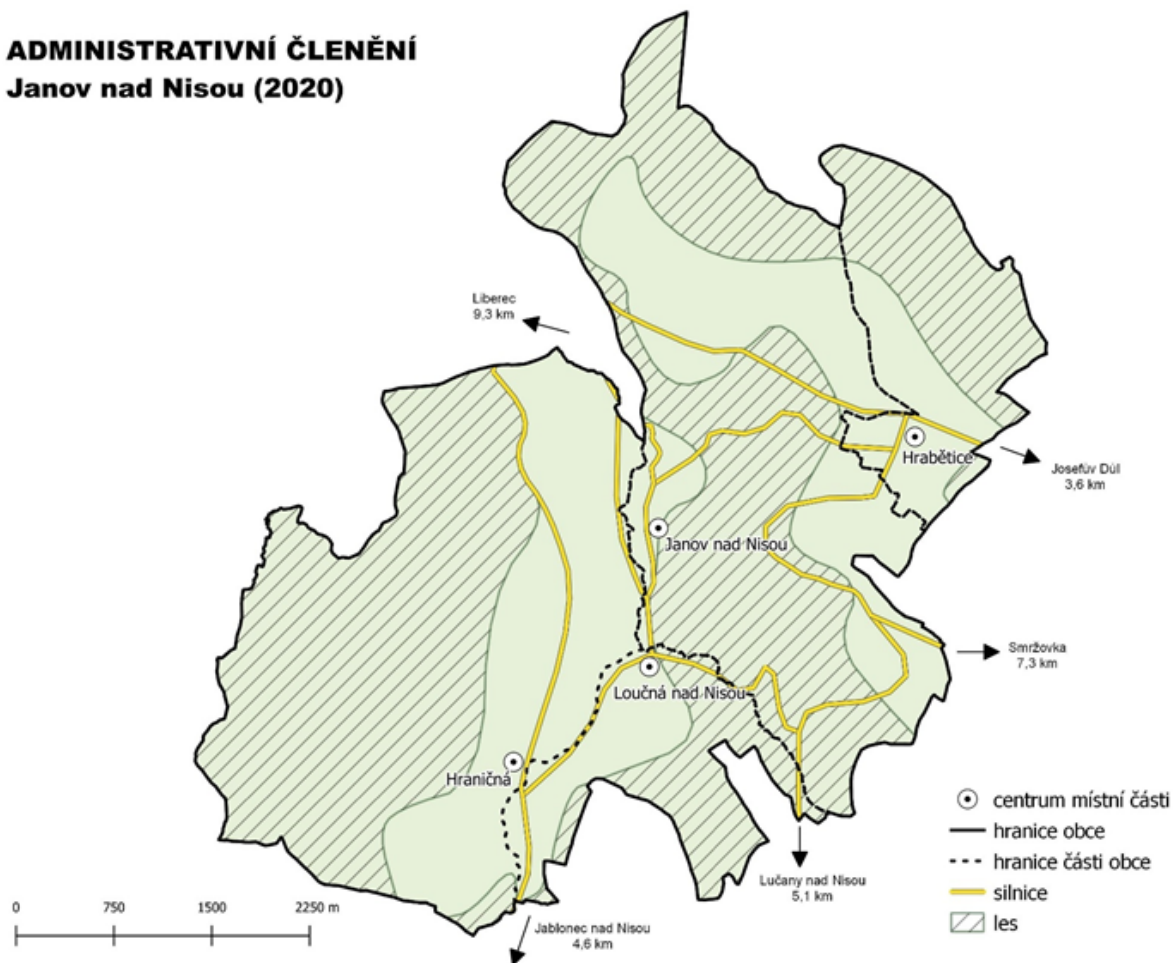 ADMINISTRATIVNÍ ČLENĚNÍ
Janov nad Nisou (2020)
Liberec
9,3 km
Hrabětice
Josefův Důl
3,6 km
Janov nad Nisou
Smržovka
7,3 km
Loučná nad Nisou
Hraničná
centrum místní části
hranice obce
hranice části obce
silnice
les
Lučany nad Nisou
5,1 km
0 750 1500 2250 m
Jablonec nad Nisou
4,6 km